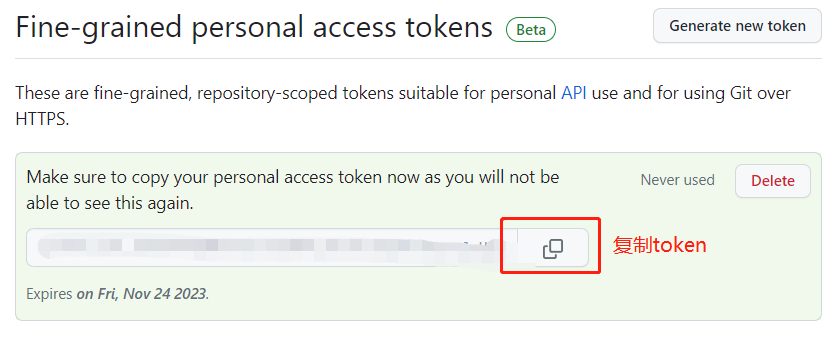 Fine-grained personal access tokens Beta Generate new token
These are fine-grained, repository-scoped tokens suitable for personal API use and for using Git over
HTTPS.
Make sure to copy your personal access token now as you will not be
able to see this again.
Never used Delete
复制token
Expires on Fri, Nov 24 2023.